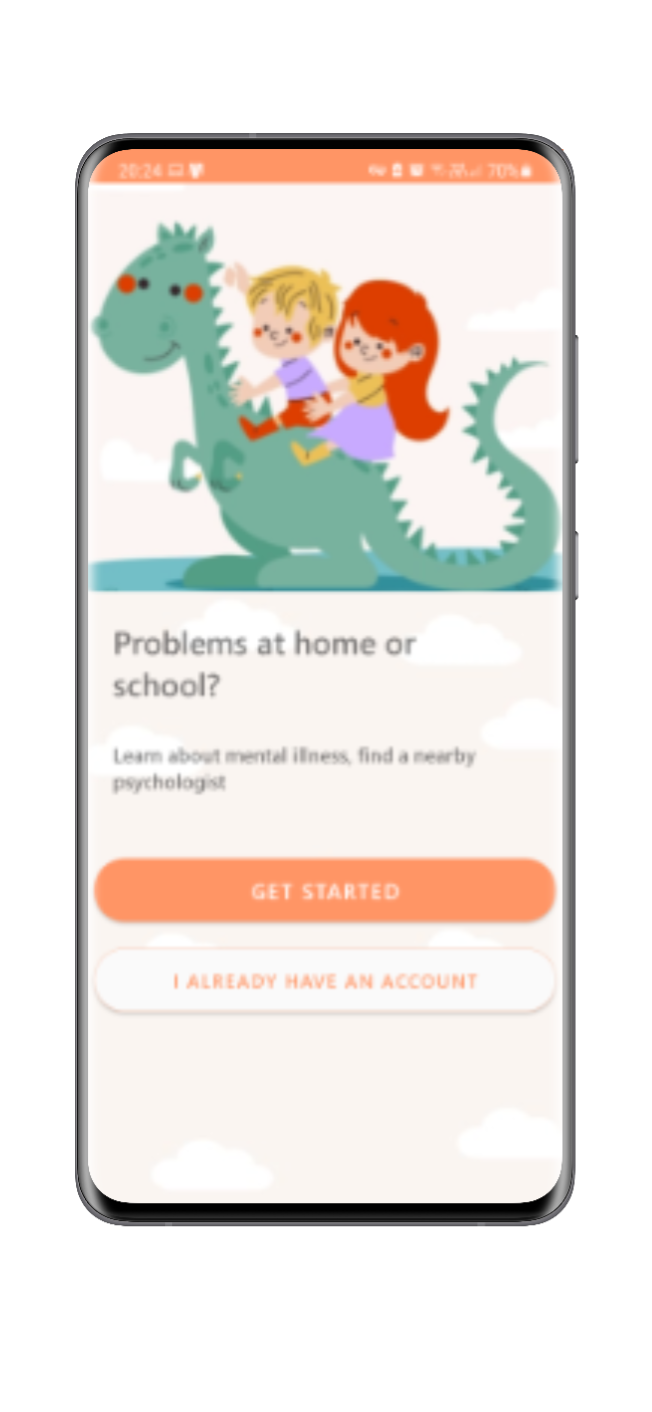 20:24
70%
Problems at home or
school?
Learn about mental illness, find a nearby
psychologist
GET STARTED
I ALREADY HAVE AN ACCOUNT